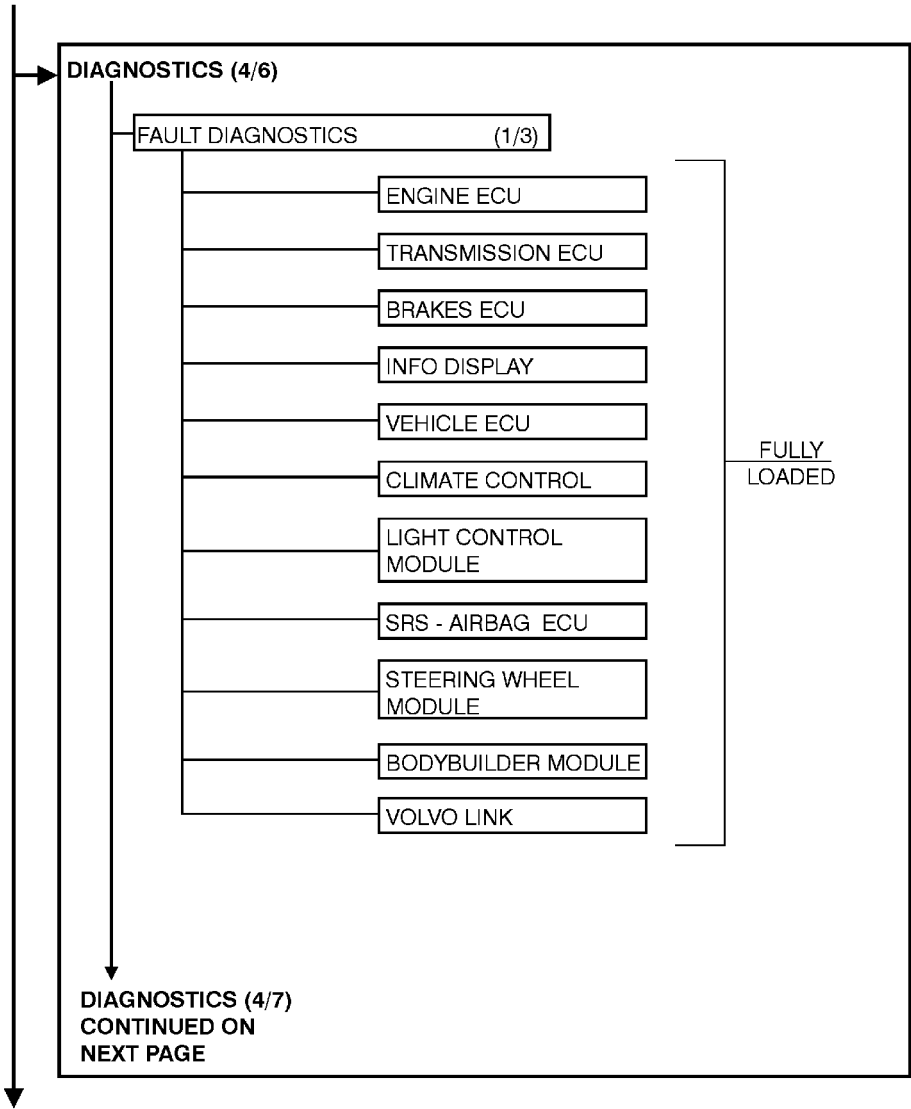 DIAGNOSTICS (4/6)
FAULT DIAGNOSTICS (1/3)
ENGINE ECU
TRANSMISSION ECU
BRAKES ECU
INFO DISPLAY
VEHICLE ECU
CLIMATE CONTROL
LIGHT CONTROL
MODULE
SRS - AIRBAG ECU
STEERING WHEEL
MODULE
BODYBUILDER MODULE
VOLVO LINK
FULLY
LOADED
DIAGNOSTICS (4/7)
CONTINUED ON
NEXT PAGE